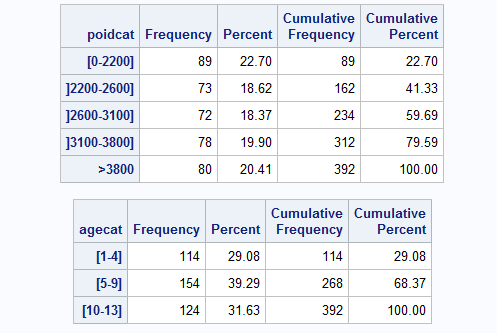 Cumulative Cumulative
poidcat Frequency Percent Frequency Percent
[0-2200] 89 22.70 89 22.70
]2200-2600] 73 18.62 162 41.33
]2600-3100] 72 18.37 234 59.69
]3100-3800] 78 19.90 312 79.59
>3800 80 20.41 392 100.00
Cumulative Cumulative
agecat Frequency Percent Frequency Percent
[1-4] 114 29.08 114 29.08
[5-9] 154 39.29 268 68.37
[10-13] 124 31.63 392 100.00